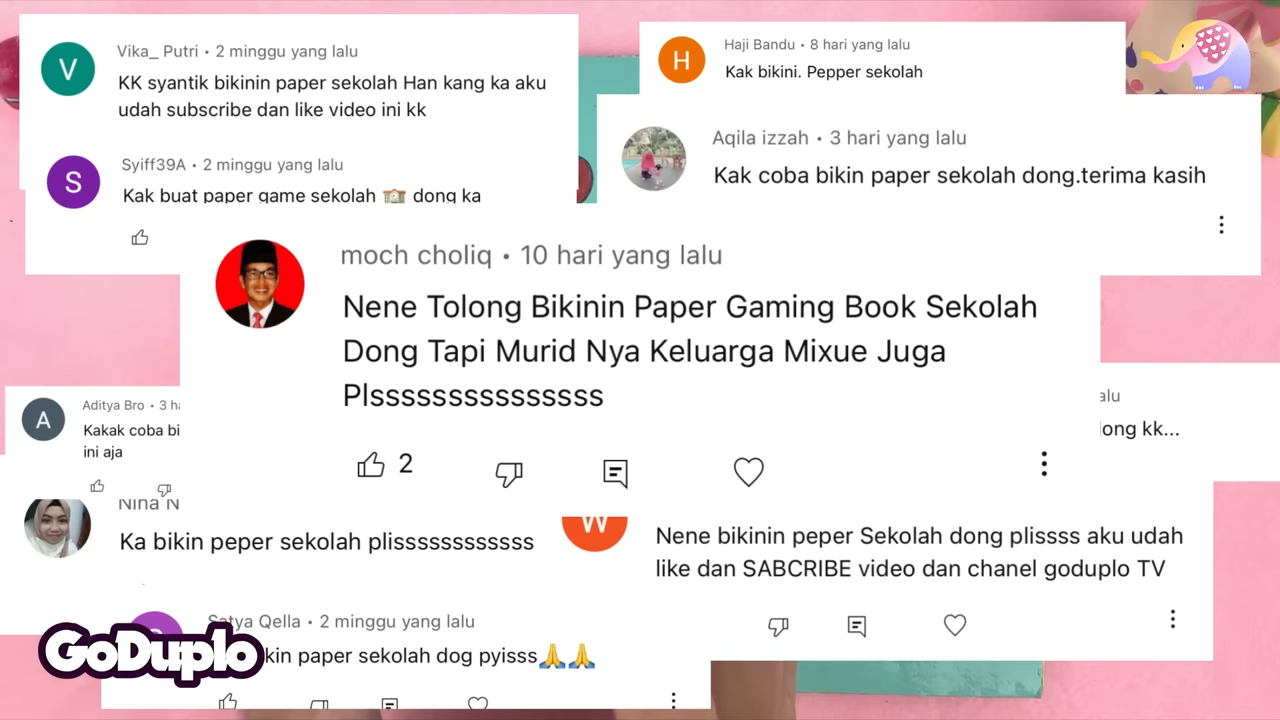 V
Vika_ Putri • 2 minggu yang lalu
KK syantik bikinin paper sekolah Han kang ka aku
udah subscribe dan like video ini kk
S
Syiff39A • 2 minggu yang lalu
Kak buat paper game sekolah 🏫 dong ka
H
Haji Bandu • 8 hari yang lalu
Kak bikini. Pepper sekolah
Aqila izzah • 3 hari yang lalu
Kak coba bikin paper sekolah dong.terima kasih
moch choliq • 10 hari yang lalu
Nene Tolong Bikinin Paper Gaming Book Sekolah
Dong Tapi Murid Nya Keluarga Mixue Juga
Plsssssssssssssss
2
A
Aditya Bro • 3 ha
Kakak coba bi
ini aja
alu
long kk...
Nina N
Ka bikin peper sekolah plisssssssssssss
W
Nene bikinin peper Sekolah dong plissss aku udah
like dan SABCRIBE video dan chanel goduplo TV
Satya Qella • 2 minggu yang lalu
kin paper sekolah dog pyisss🙏🙏
GoDuplo